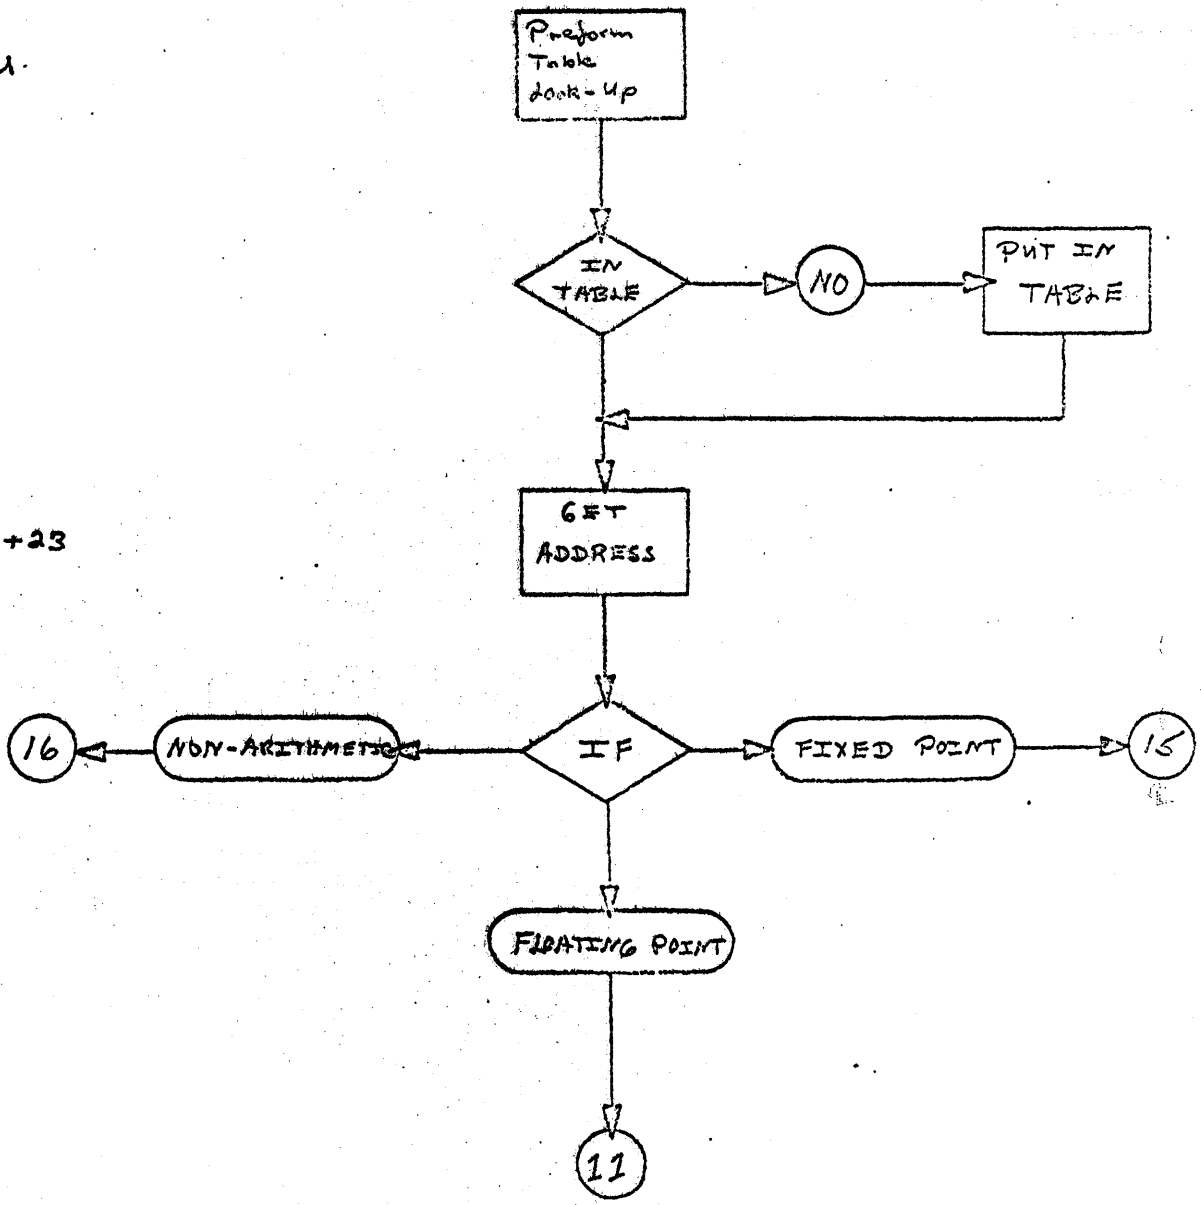 Preform
Table
Look-Up
IN
TABLE
NO
PUT IN
TABLE
+23
GET
ADDRESS
16
NON-ARITHMETIC
IF
FIXED POINT
15
FLOATING POINT
11